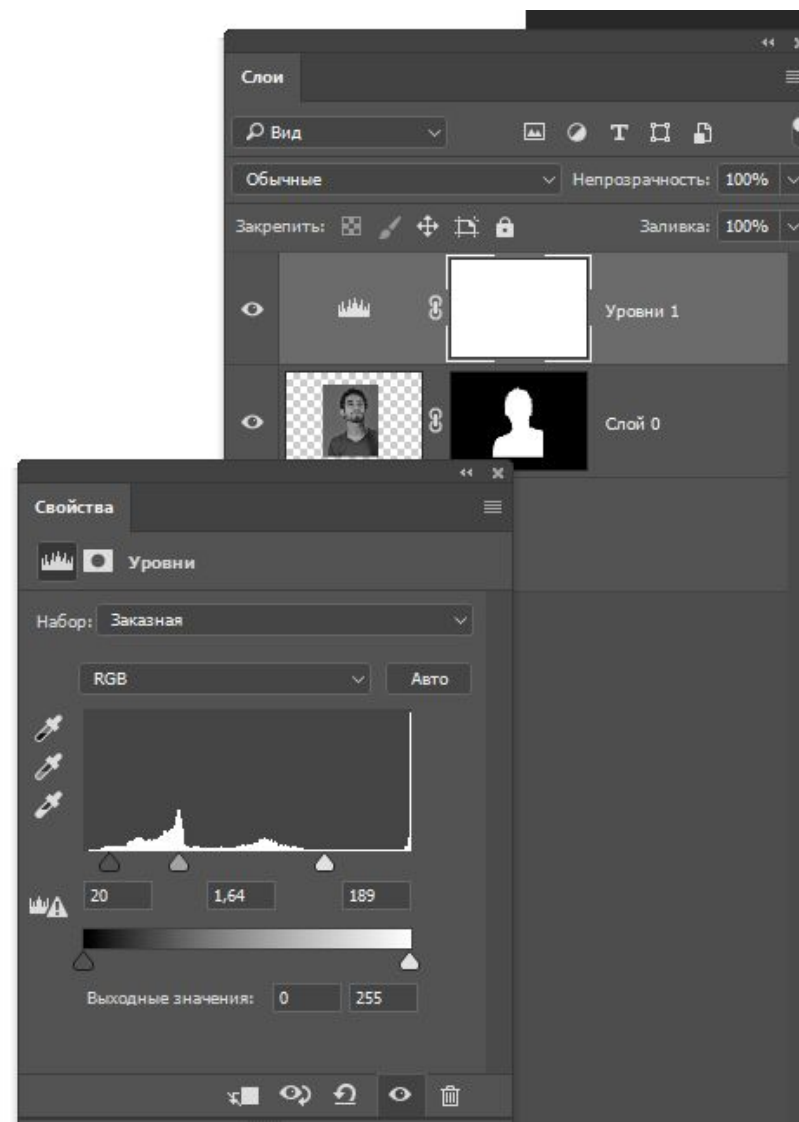 Слои
Вид
Обычные Непрозрачность: 100%
Закрепить: Заливка: 100%
Уровни 1
Слой 0
Свойства
Уровни
Набор: Заказная
RGB Авто
20 1,64 189
Выходные значения: 0 255